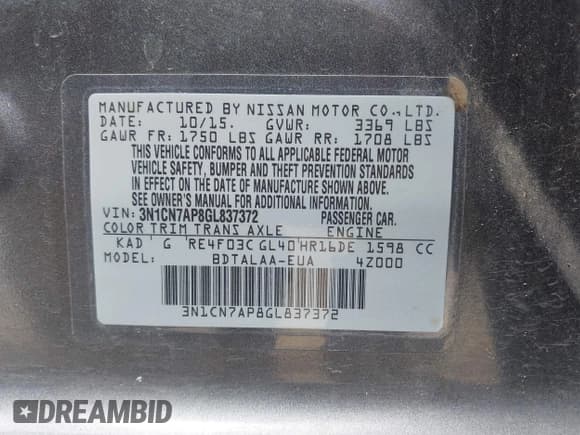 MANUFACTURED BY NISSAN MOTOR CO.,LTD.
DATE: 10/15. GVWR: 3369 LBS
GAWR FR: 1750 LBS GAWR RR: 1708 LBS
THIS VEHICLE CONFORMS TO ALL APPLICABLE FEDERAL MOTOR
VEHICLE SAFETY, BUMPER AND THEFT PREVENTION STANDARDS
IN EFFECT ON THE DATE OF MANUFACTURE SHOWN ABOVE.
SEE OWNER'S MANUAL FOR ADDITIONAL INFORMATION.
VIN: 3N1CN7AP8GL837372 PASSENGER CAR.
COLOR TRIM TRANS AXLE ENGINE
KAD ' G 'RE4F03C GL40'HR16DE 1598 CC
MODEL: BDTALAA-EUA 4Z000
3N1CN7AP8GL837372
DREAMBID